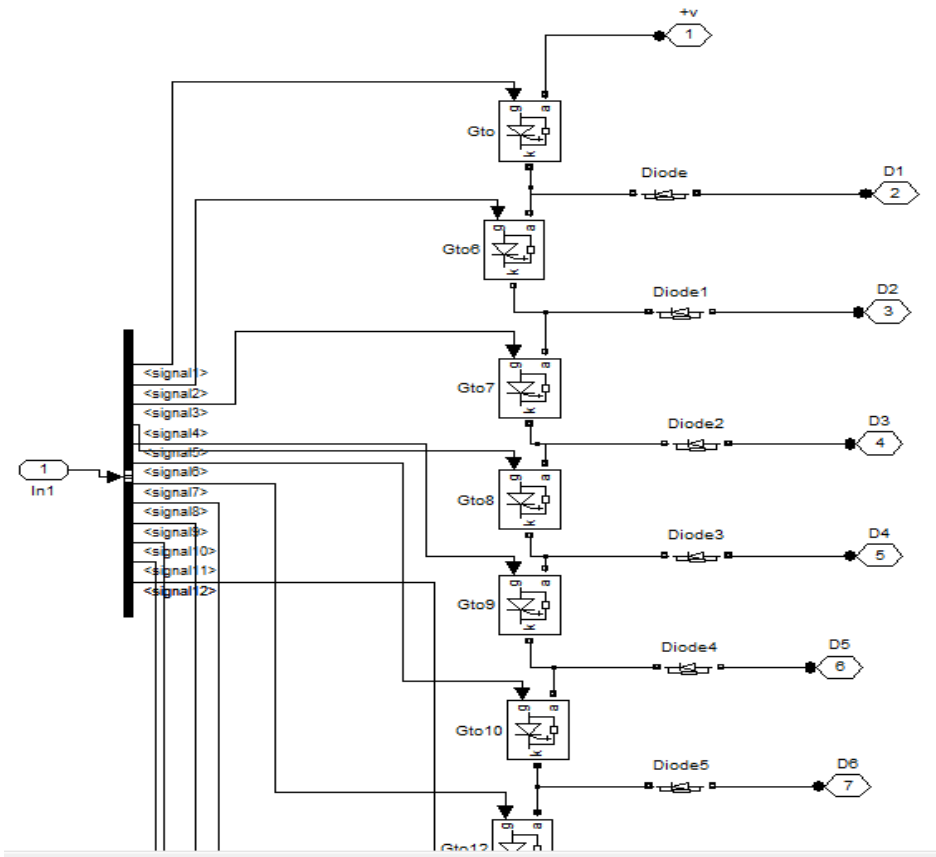 +v
1
g a
Gto
k
Diode
D1
2
g a
Gto6
k
Diode1
D2
3
g a
Gto7
k
<signal1>
<signal2>
<signal3>
<signal4>
<signal5>
<signal6>
<signal7>
<signal8>
<signal9>
<signal10>
<signal11>
<signal12>
1
In1
Diode2
D3
4
g a
Gto8
k
Diode3
D4
5
g a
Gto9
k
Diode4
D5
6
g a
Gto10
k
Diode5
D6
7
g a
Gto12